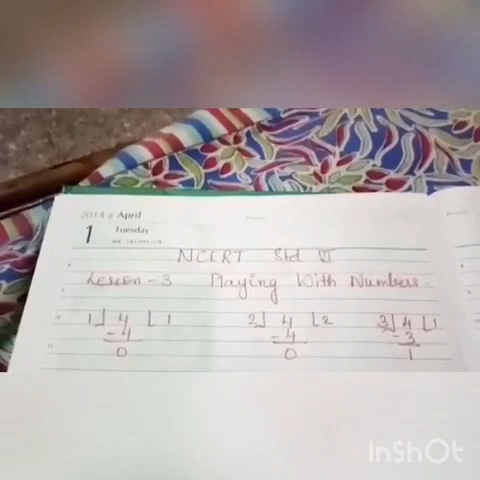 2014 April
1 Tuesday
NCERT Std VI
Lesson - 3 Playing With Numbers.
1 4 1 2 4 2 3 4 1
-4 -4 -3
0 0 1
InShOt